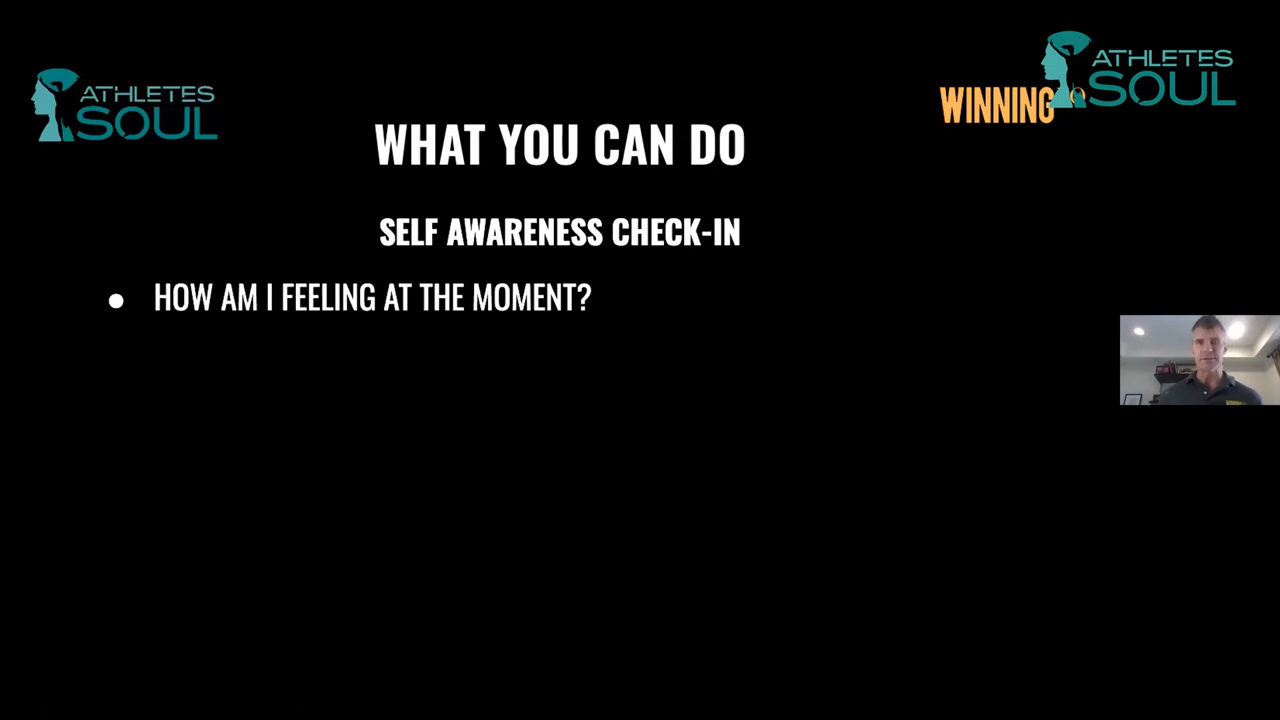 ATHLETES
SOUL
WINNING
ATHLETES
SOUL
WHAT YOU CAN DO
SELF AWARENESS CHECK-IN
● HOW AM I FEELING AT THE MOMENT?